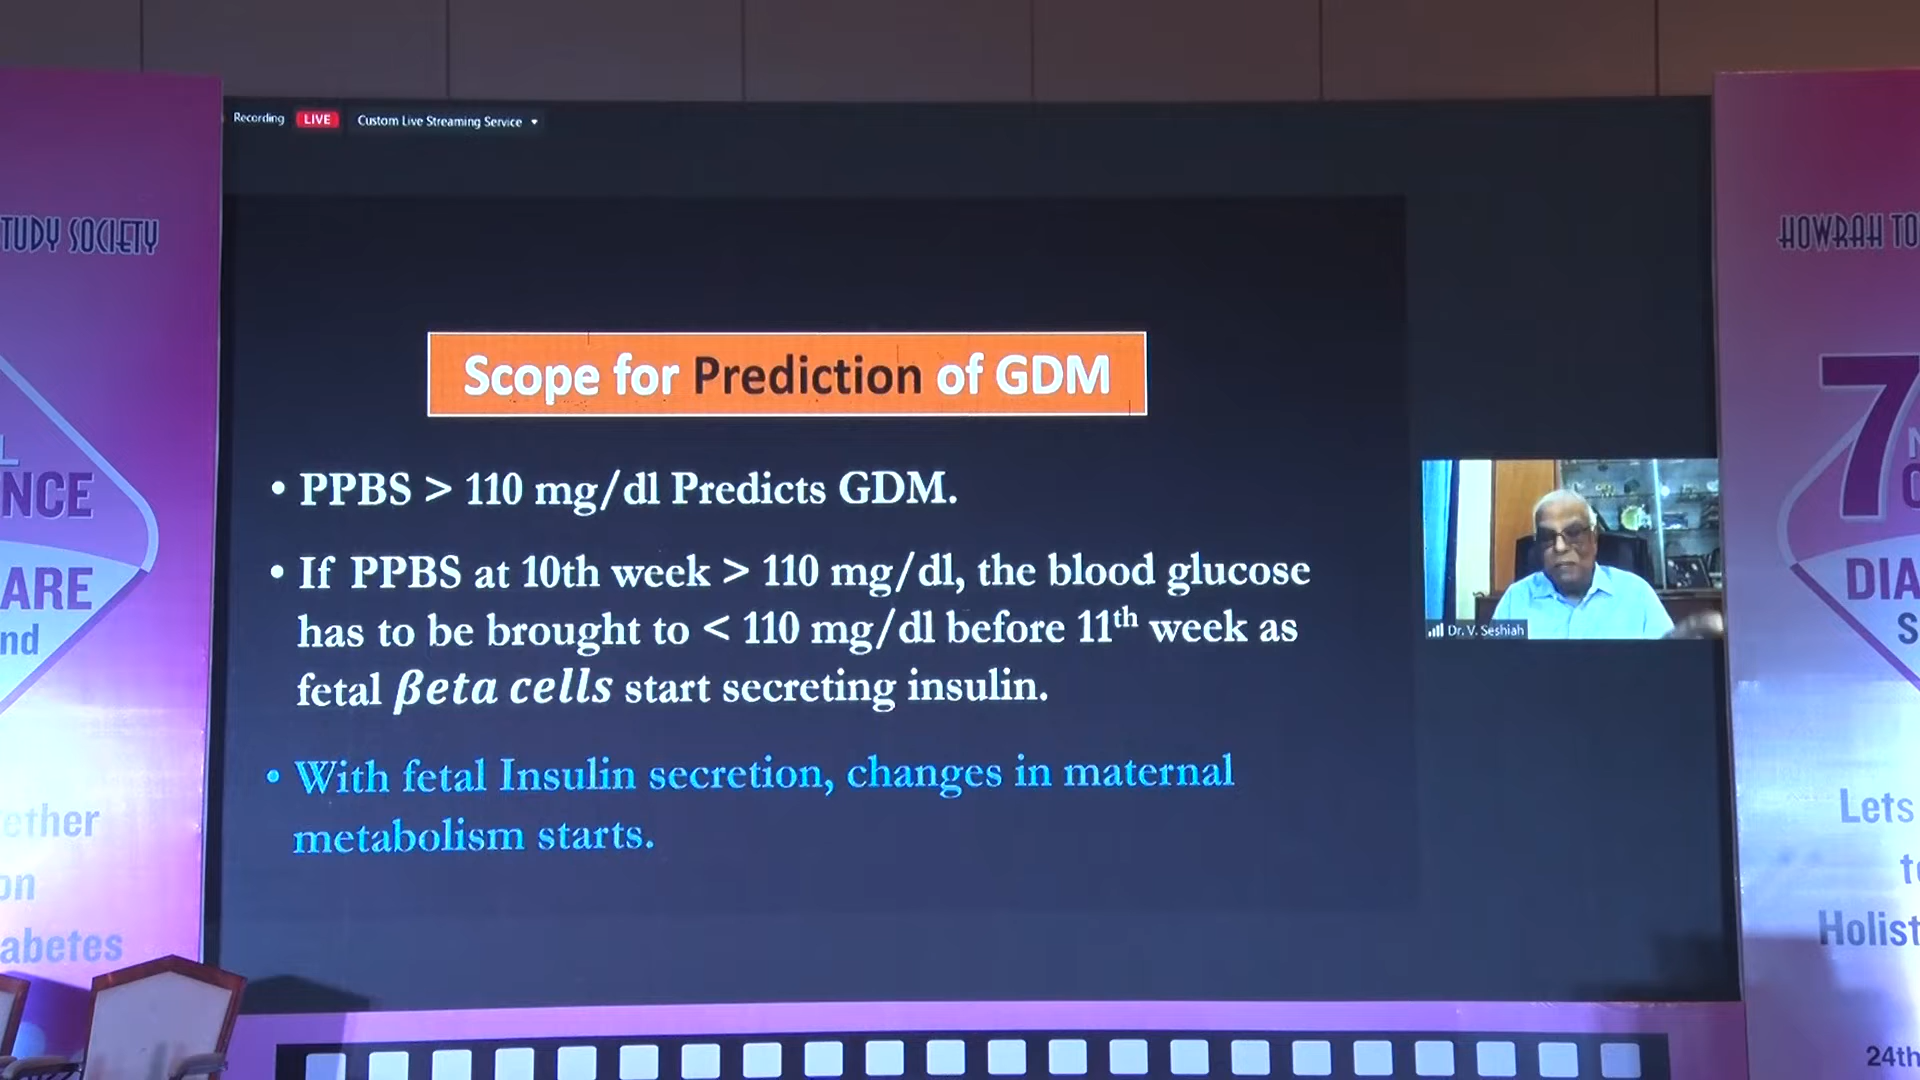 Recording LIVE Custom Live Streaming Service
TUDY SOCIETY
HOWRAH TO
Scope for Prediction of GDM
• PPBS > 110 mg/dl Predicts GDM.
• If PPBS at 10th week > 110 mg/dl, the blood glucose
has to be brought to < 110 mg/dl before 11th week as
fetal βeta cells start secreting insulin.
• With fetal Insulin secretion, changes in maternal
metabolism starts.
Dr. V. Seshiah
L
NCE
ARE
nd
ether
on
abetes
7
DIA
S
Lets
to
Holist
24th